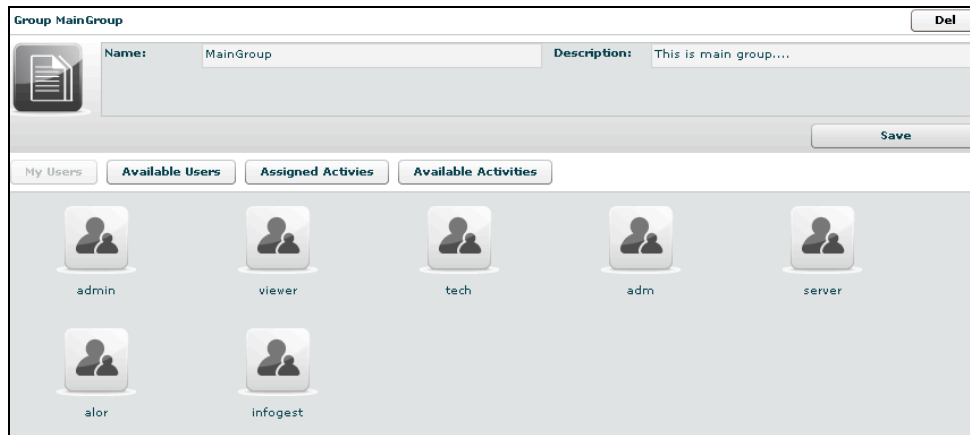 Group MainGroup Del
Name: MainGroup Description: This is main group....
Save
My Users Available Users Assigned Activies Available Activities
admin viewer tech adm server
alor infogest